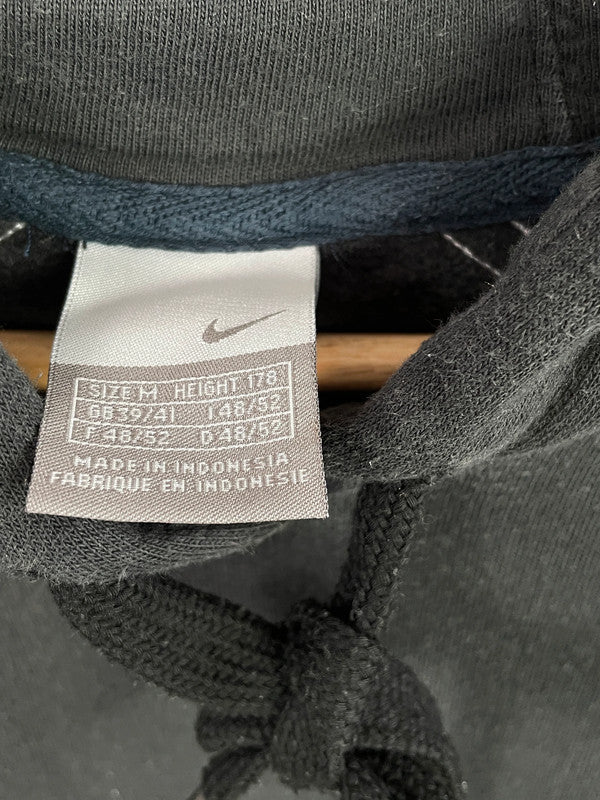 SIZE M HEIGHT 178
GB 39/41 I 48/52
F 48/52 D 48/52
MADE IN INDONESIA
FABRIQUE EN INDONESIE